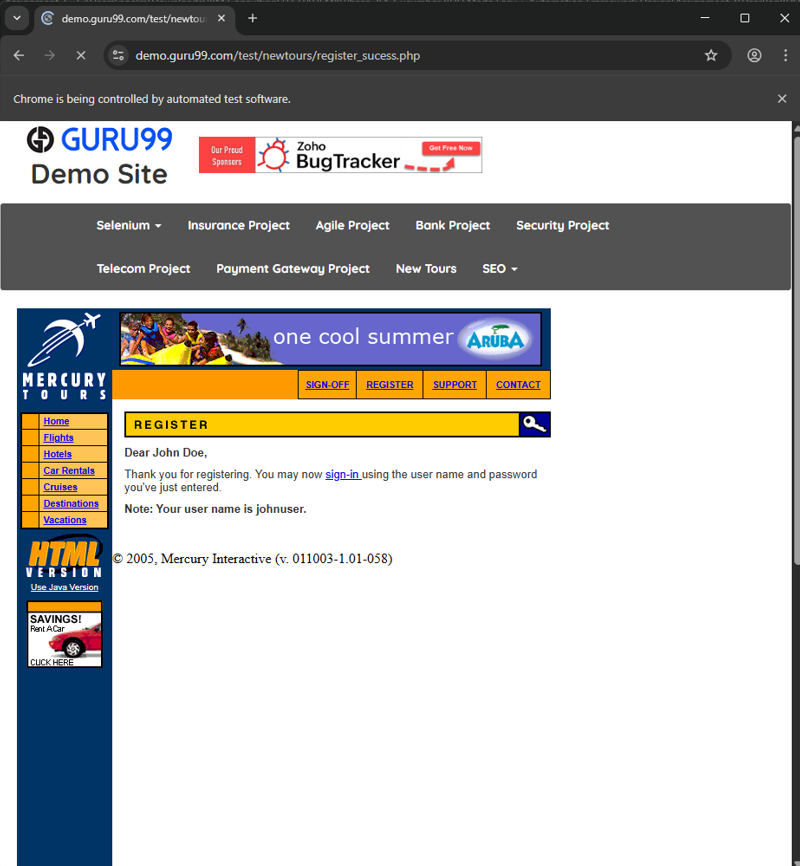 demo.guru99.com/test/newtou
demo.guru99.com/test/newtours/register_sucess.php
Chrome is being controlled by automated test software.
GURU99
Demo Site
Our Proud
Sponsors
Zoho
BugTracker
Get Free Now
Selenium
Insurance Project
Agile Project
Bank Project
Security Project
Telecom Project
Payment Gateway Project
New Tours
SEO
MERCURY
TOURS
one cool summer
ARUBA
SIGN-OFF
REGISTER
SUPPORT
CONTACT
Home
Flights
Hotels
Car Rentals
Cruises
Destinations
Vacations
HTML
VERSION
Use Java Version
SAVINGS!
Rent A Car
CLICK HERE
REGISTER
Dear John Doe,
Thank you for registering. You may now sign-in using the user name and password
you've just entered.
Note: Your user name is johnuser.
© 2005, Mercury Interactive (v. 011003-1.01-058)